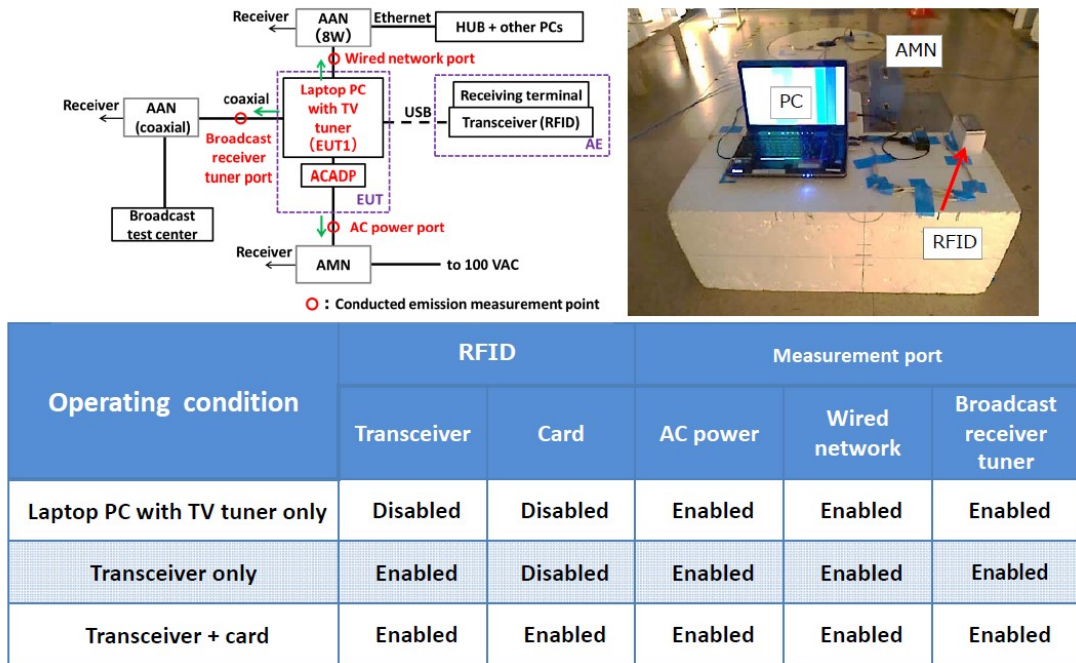 Receiver
AAN
(8W)
Ethernet
HUB + other PCs
Wired network port
Receiver
AAN
(coaxial)
coaxial
Laptop PC
with TV
tuner
(EUT1)
USB
Receiving terminal
Transceiver (RFID)
AE
Broadcast
receiver
tuner port
ACADP
EUT
Broadcast
test center
AC power port
Receiver
AMN
to 100 VAC
: Conducted emission measurement point
AMN
PC
RFID
Operating condition
RFID
Measurement port
Transceiver
Card
AC power
Wired
network
Broadcast
receiver
tuner
Laptop PC with TV tuner only
Disabled
Disabled
Enabled
Enabled
Enabled
Transceiver only
Enabled
Disabled
Enabled
Enabled
Enabled
Transceiver + card
Enabled
Enabled
Enabled
Enabled
Enabled